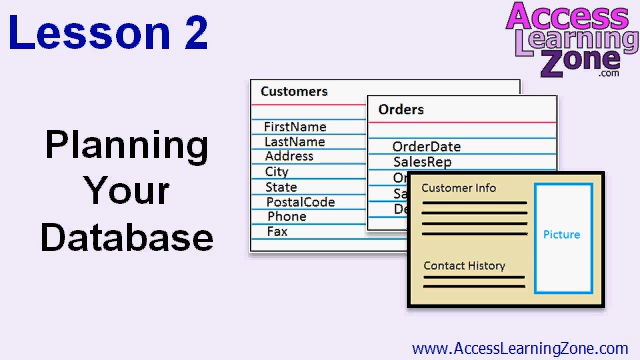 Lesson 2
Access
Learning
Zone
.com
Planning
Your
Database
Customers
FirstName
LastName
Address
City
State
PostalCode
Phone
Fax
Orders
OrderDate
SalesRep
Customer Info
Picture
Contact History
www.AccessLearningZone.com